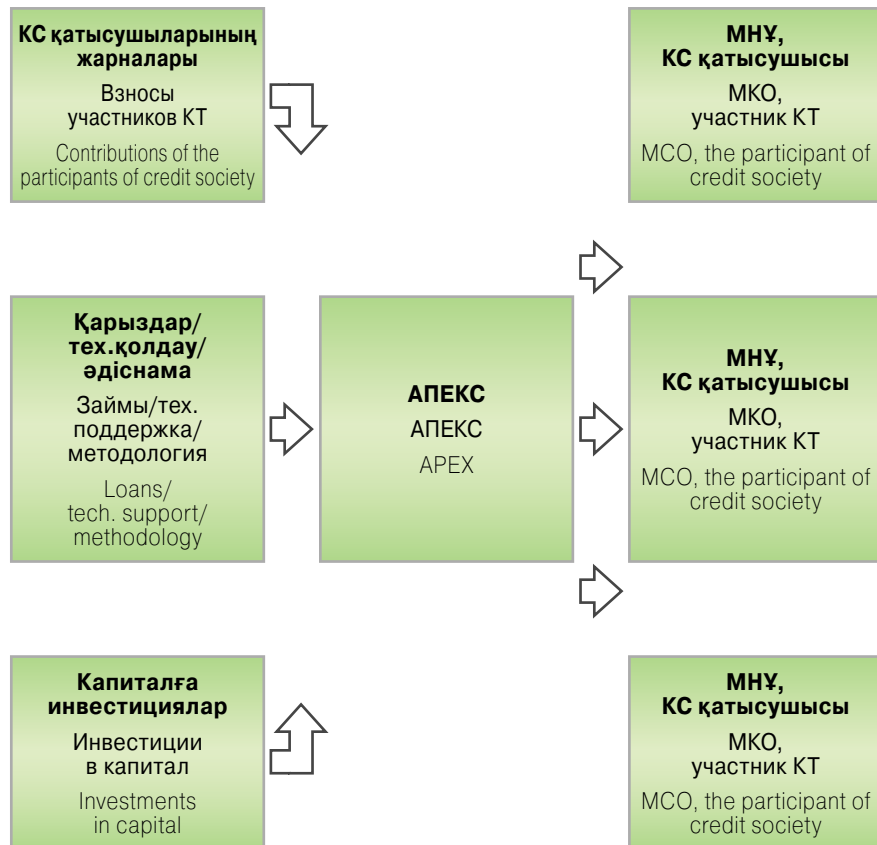 КС қатысушыларының
жарналары
Взносы
участников КТ
Contributions of the
participants of credit society
МНҰ,
КС қатысушысы
МКО,
участник КТ
MCO, the participant of
credit society
Қарыздар/
тех.қолдау/
әдіснама
Займы/тех.
поддержка/
методология
Loans/
tech. support/
methodology
АПЕКС
АПЕКС
APEX
МНҰ,
КС қатысушысы
МКО,
участник КТ
MCO, the participant of
credit society
Капиталға
инвестициялар
Инвестиции
в капитал
Investments
in capital
МНҰ,
КС қатысушысы
МКО,
участник КТ
MCO, the participant of
credit society